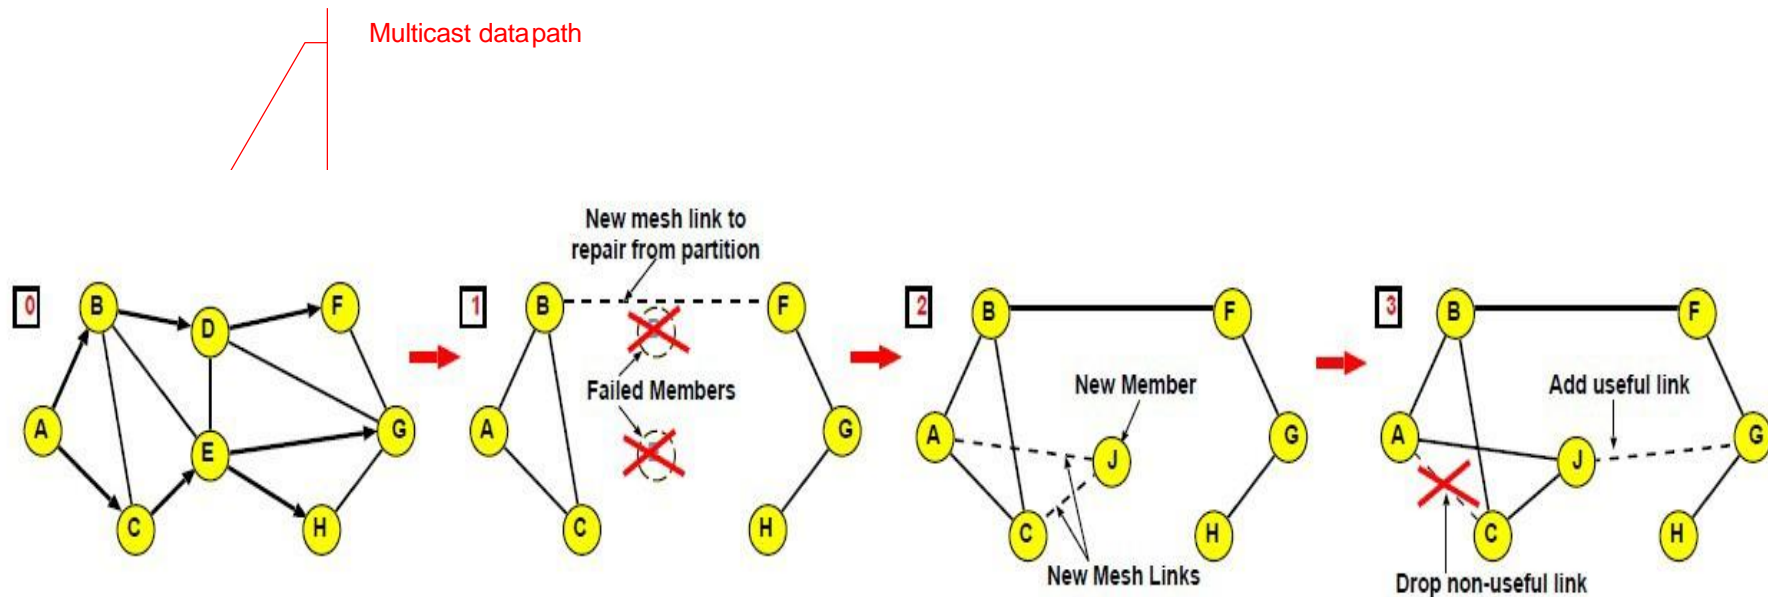 Multicast datapath
New mesh link to
repair from partition
0
B
D
F
A
E
G
C
H
1
B
F
Failed Members
A
G
C
H
2
B
F
New Member
A
J
G
C
H
New Mesh Links
3
B
F
Add useful link
A
J
G
C
H
Drop non-useful link